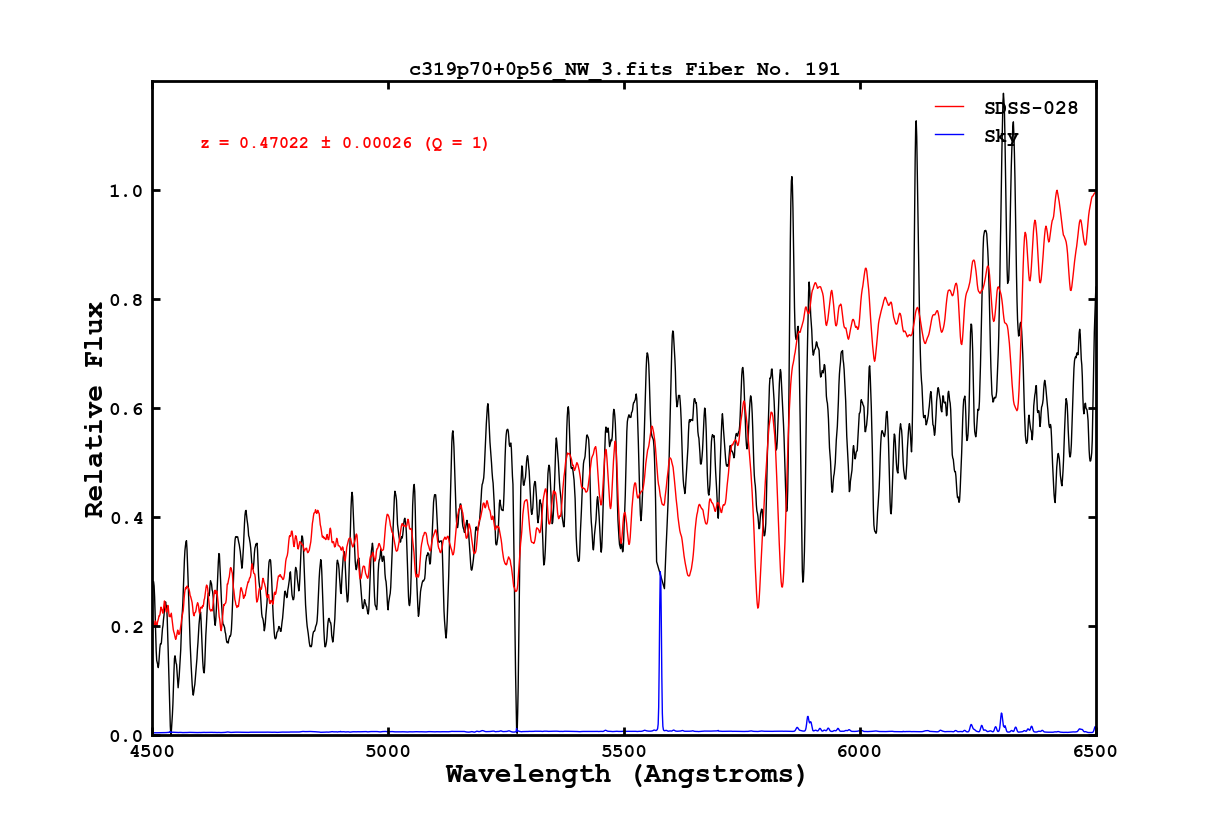 c319p70+0p56_NW_3.fits Fiber No. 191
SDSS-028
Sky
z = 0.47022 ± 0.00026 (Q = 1)
1.0
0.8
0.6
0.4
0.2
0.0
Relative Flux
4500 5000 5500 6000 6500
Wavelength (Angstroms)